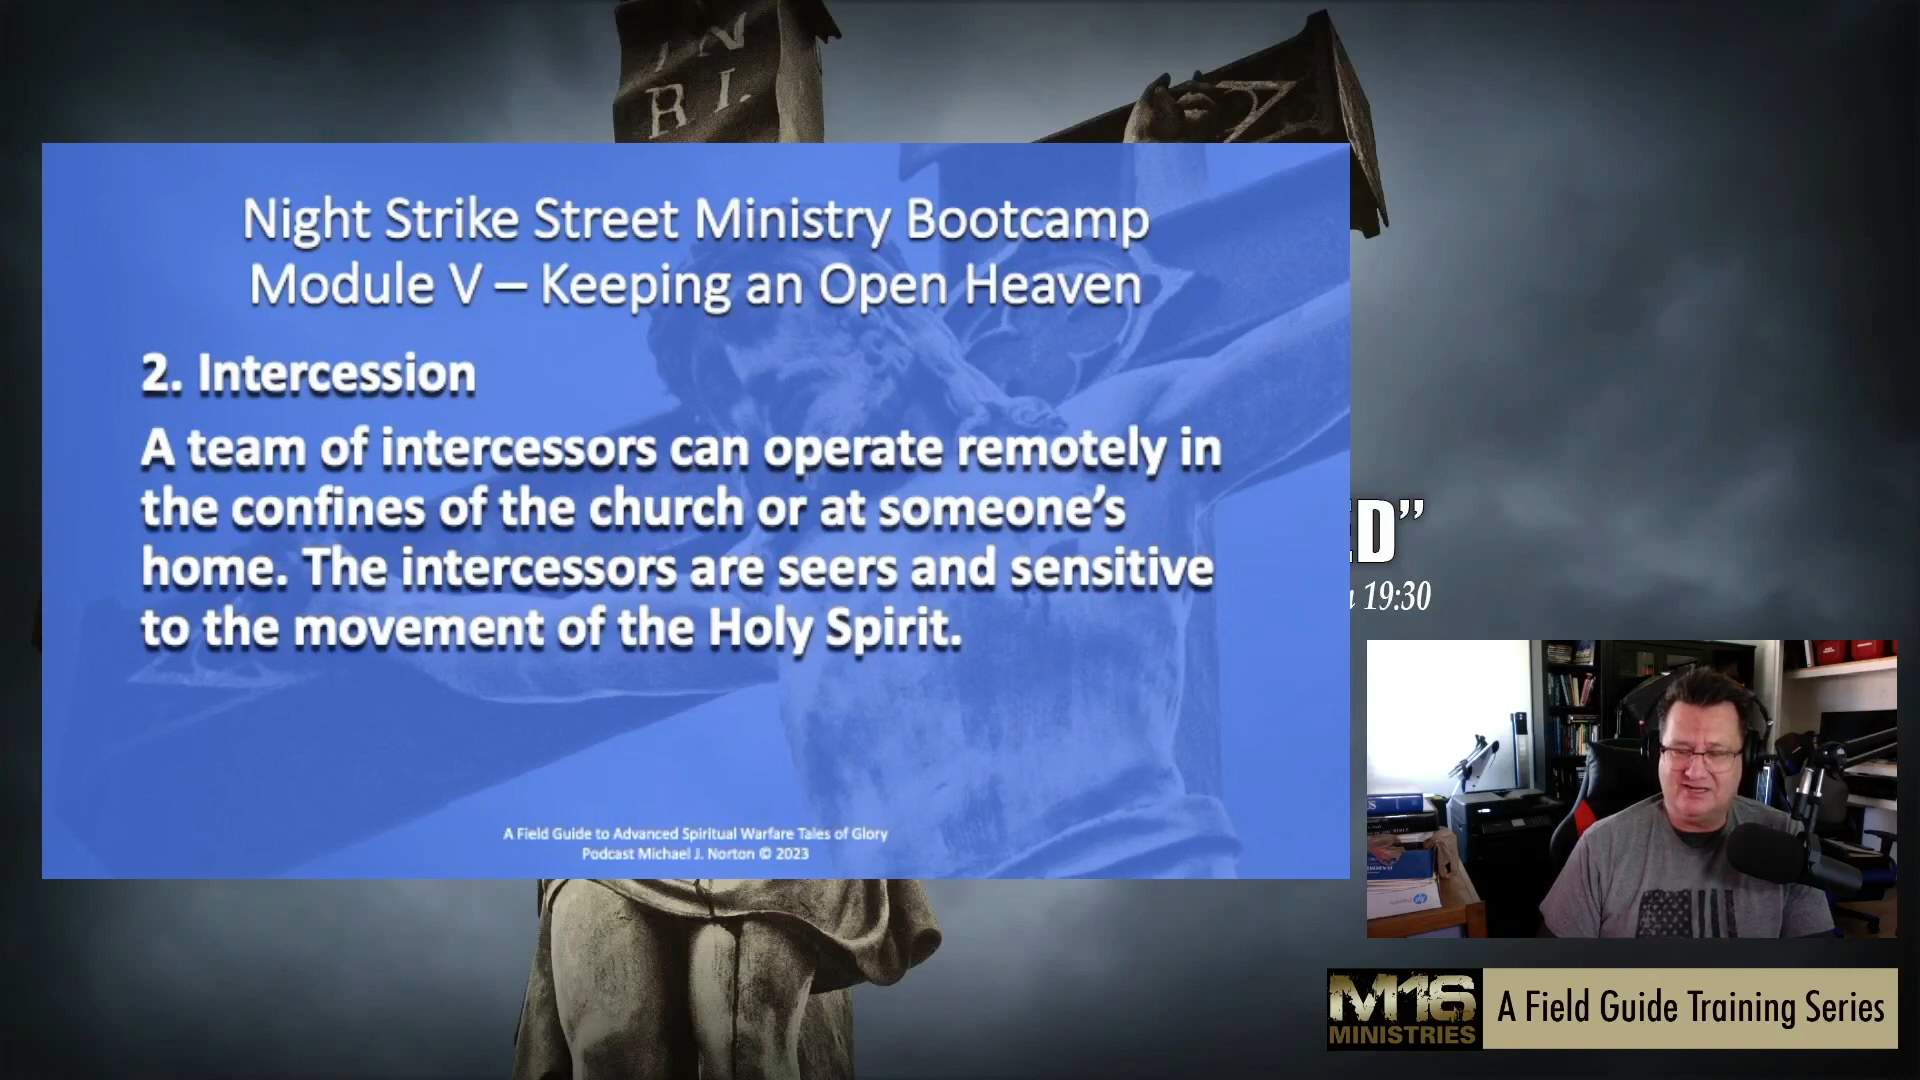 IN
RI.
Night Strike Street Ministry Bootcamp
Module V – Keeping an Open Heaven
2. Intercession
A team of intercessors can operate remotely in
the confines of the church or at someone's
home. The intercessors are seers and sensitive
to the movement of the Holy Spirit.
A Field Guide to Advanced Spiritual Warfare Tales of Glory
Podcast Michael J. Norton © 2023
ED”
19:30
M16
MINISTRIES
A Field Guide Training Series